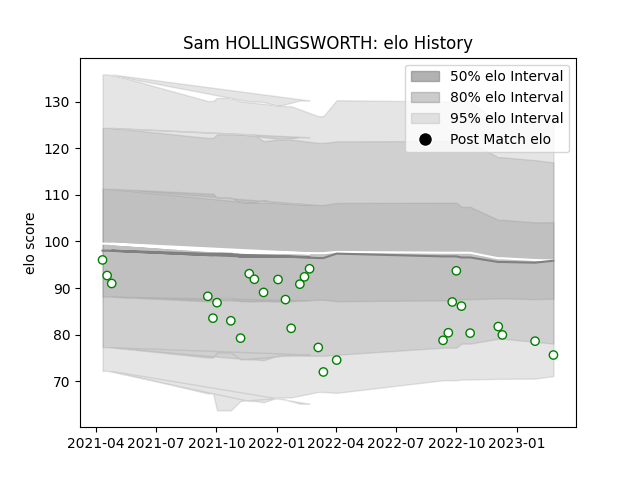 Sam HOLLINGSWORTH: elo History
50% elo Interval
80% elo Interval
95% elo Interval
Post Match elo
elo score
130
120
110
100
90
80
70
2021-04 2021-07 2021-10 2022-01 2022-04 2022-07 2022-10 2023-01